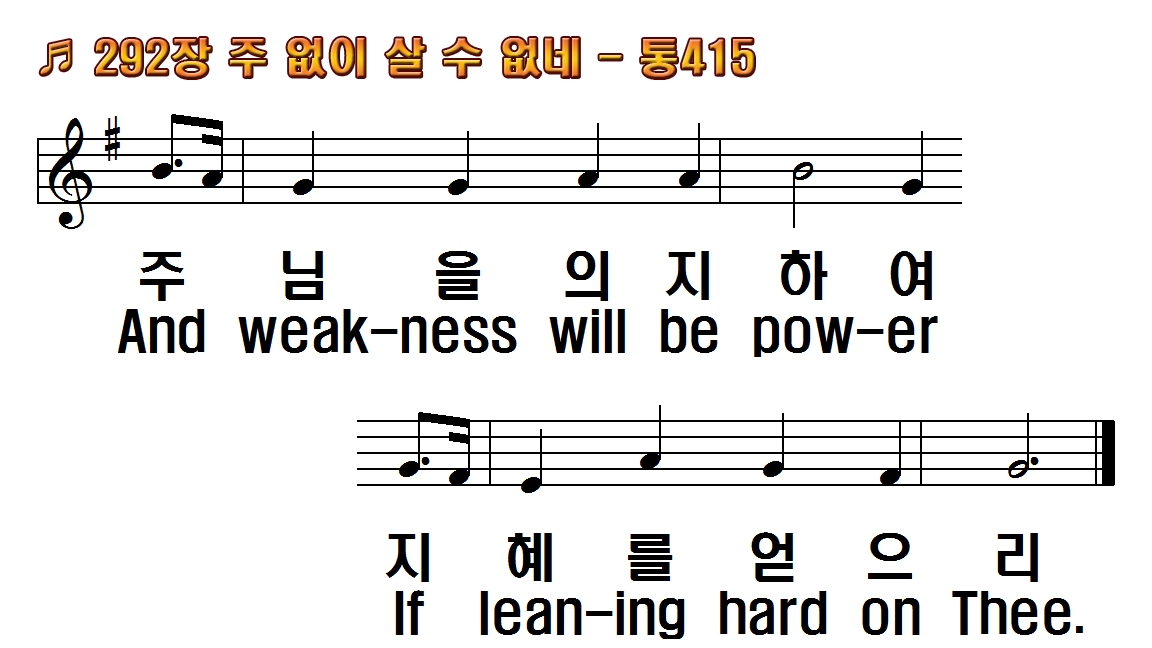 ♬ 292장 주 없이 살 수 없네 - 통415
주 님 을 의 지 하 여
And weak-ness will be pow-er
지 혜 를 얻 으 리
If lean-ing hard on Thee.